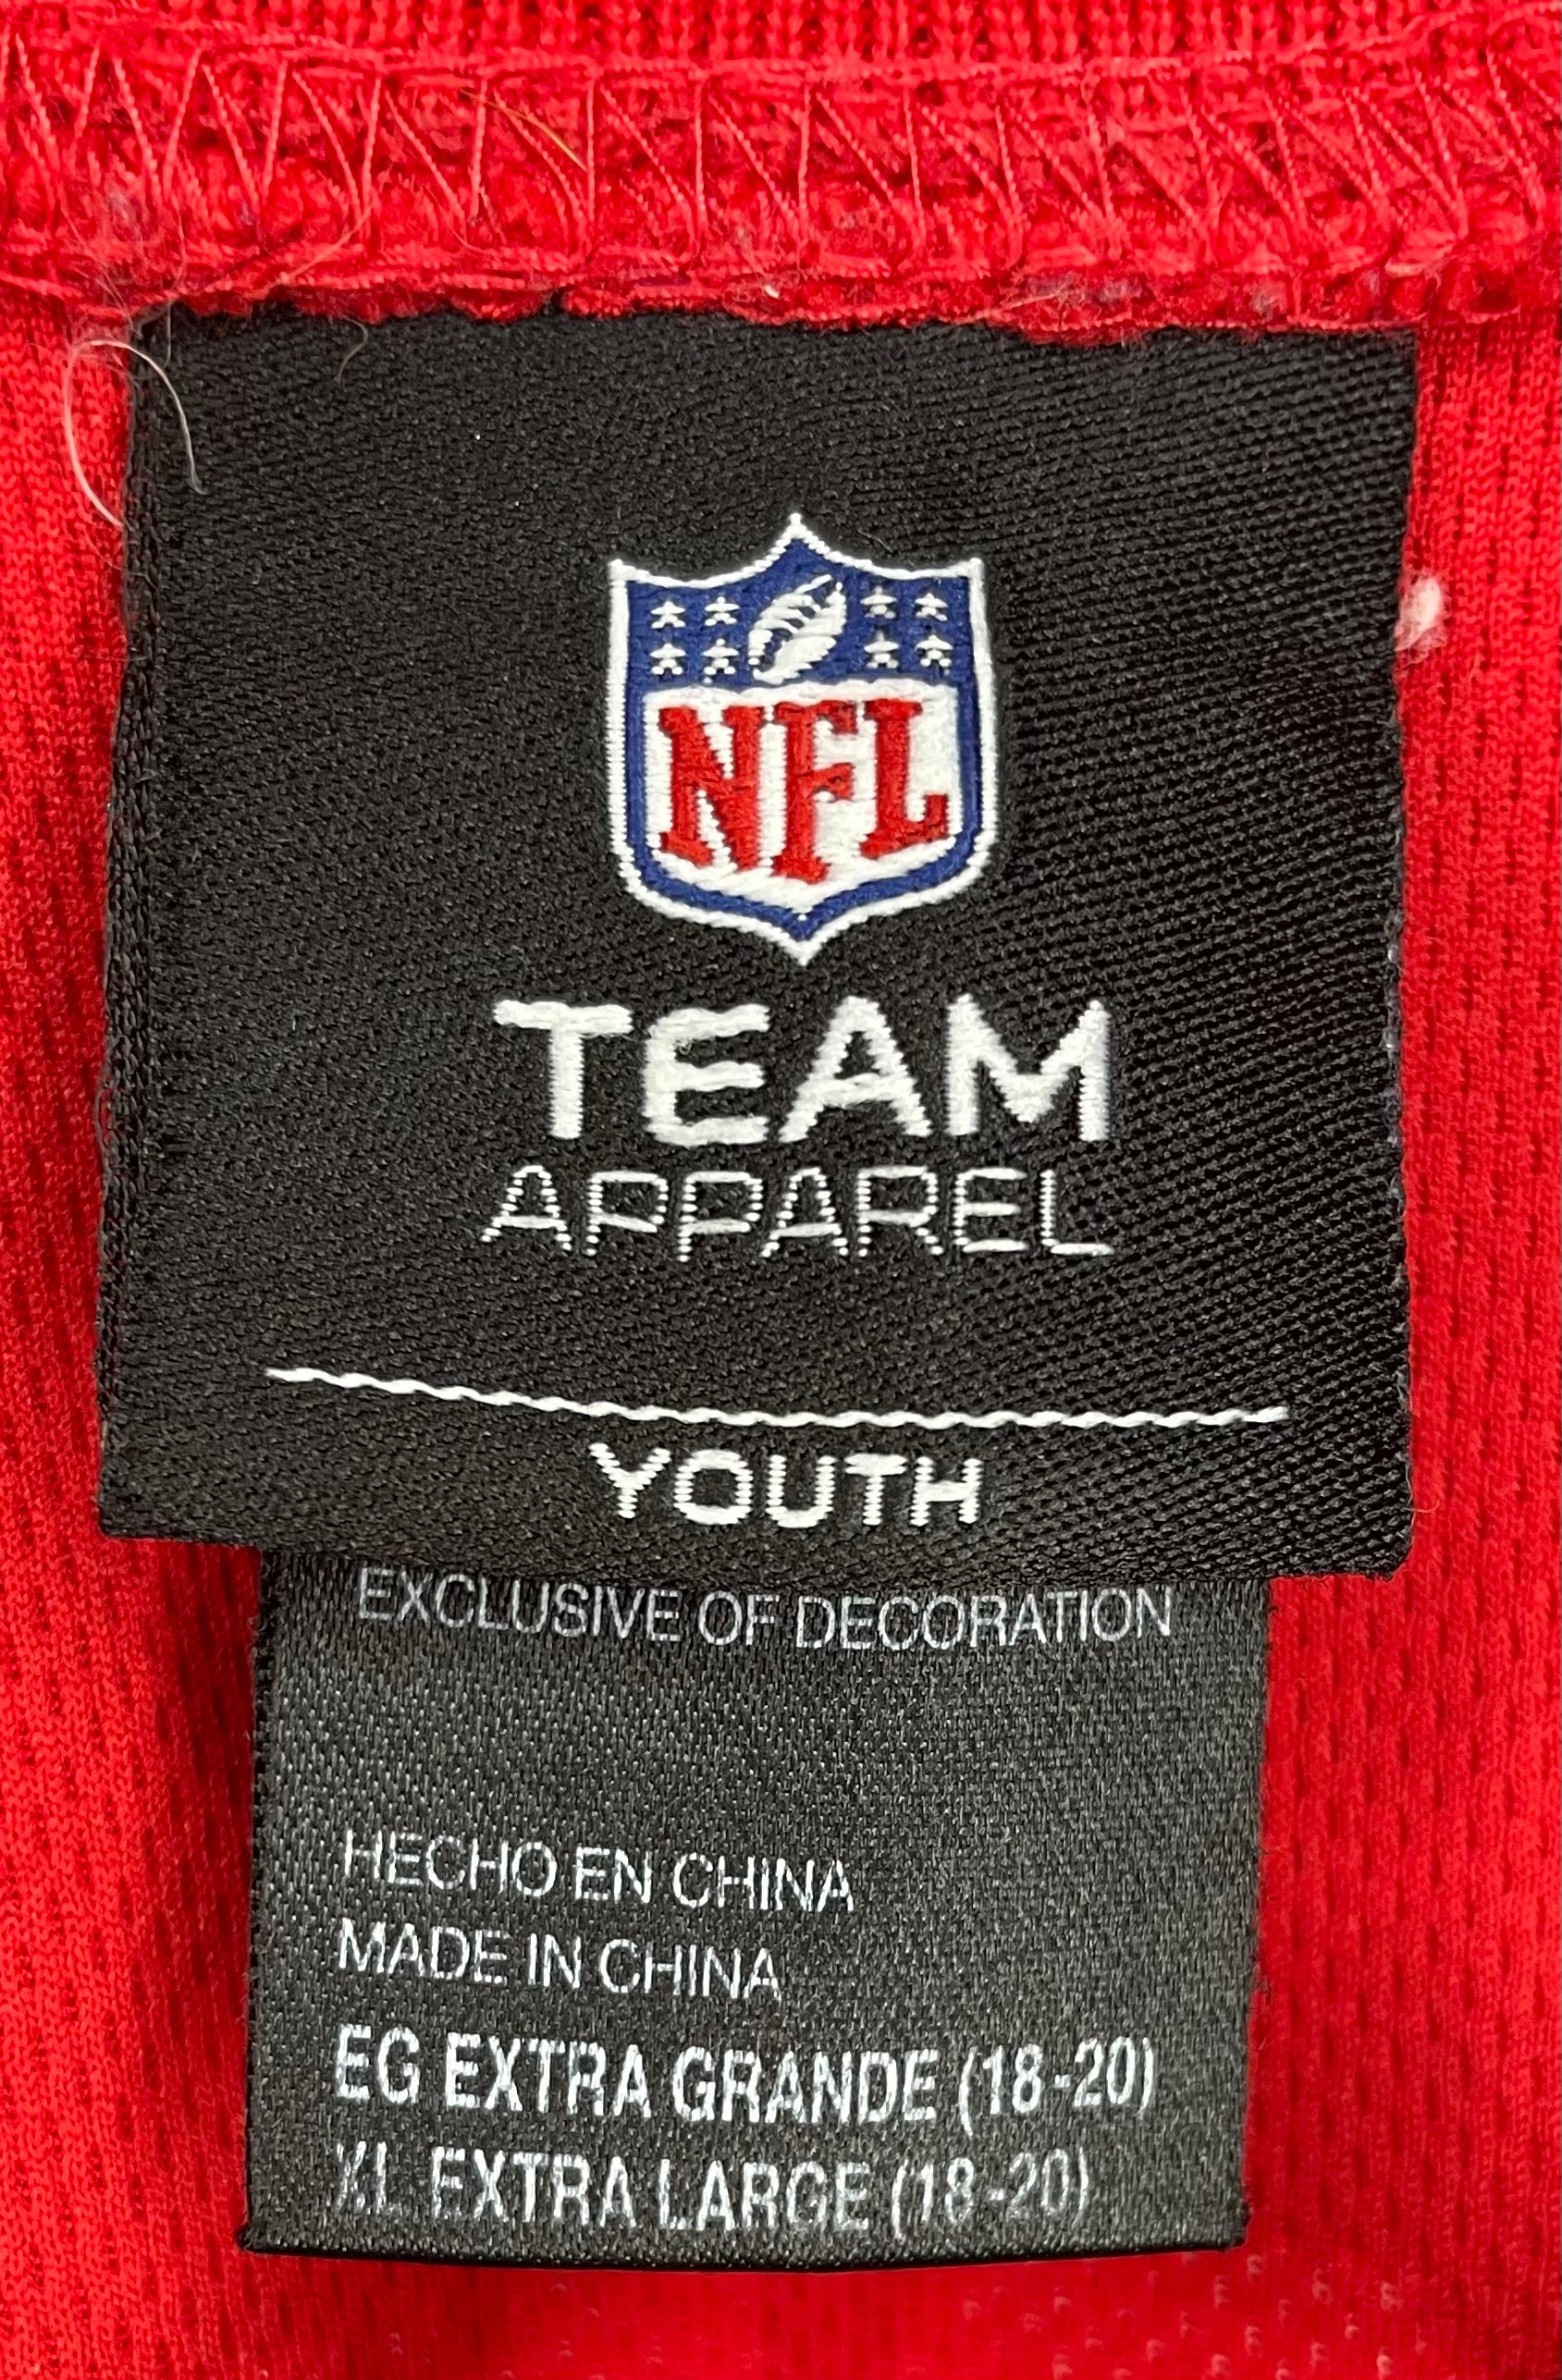 NFL
TEAM
APPAREL
YOUTH
EXCLUSIVE OF DECORATION
HECHO EN CHINA
MADE IN CHINA
EG EXTRA GRANDE (18-20)
XL EXTRA LARGE (18-20)